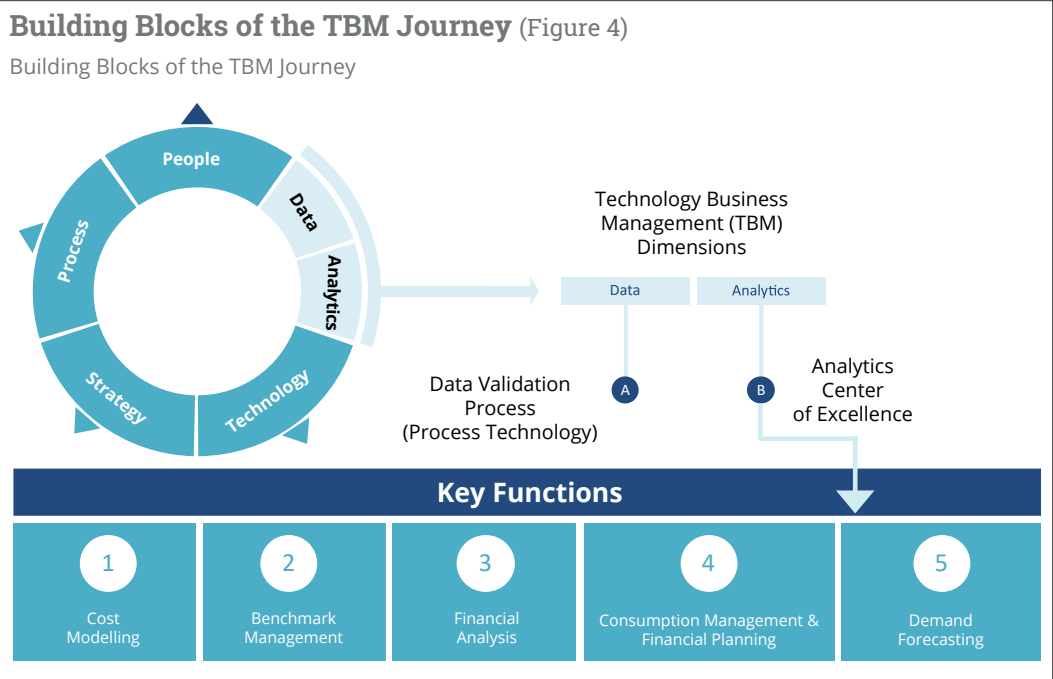 Building Blocks of the TBM Journey (Figure 4)
Building Blocks of the TBM Journey
People
Data
Analytics
Technology
Strategy
Process
Technology Business
Management (TBM)
Dimensions
Data
Analytics
Data Validation
Process
(Process Technology)
A
B
Analytics
Center
of Excellence
Key Functions
1
Cost
Modelling
2
Benchmark
Management
3
Financial
Analysis
4
Consumption Management &
Financial Planning
5
Demand
Forecasting